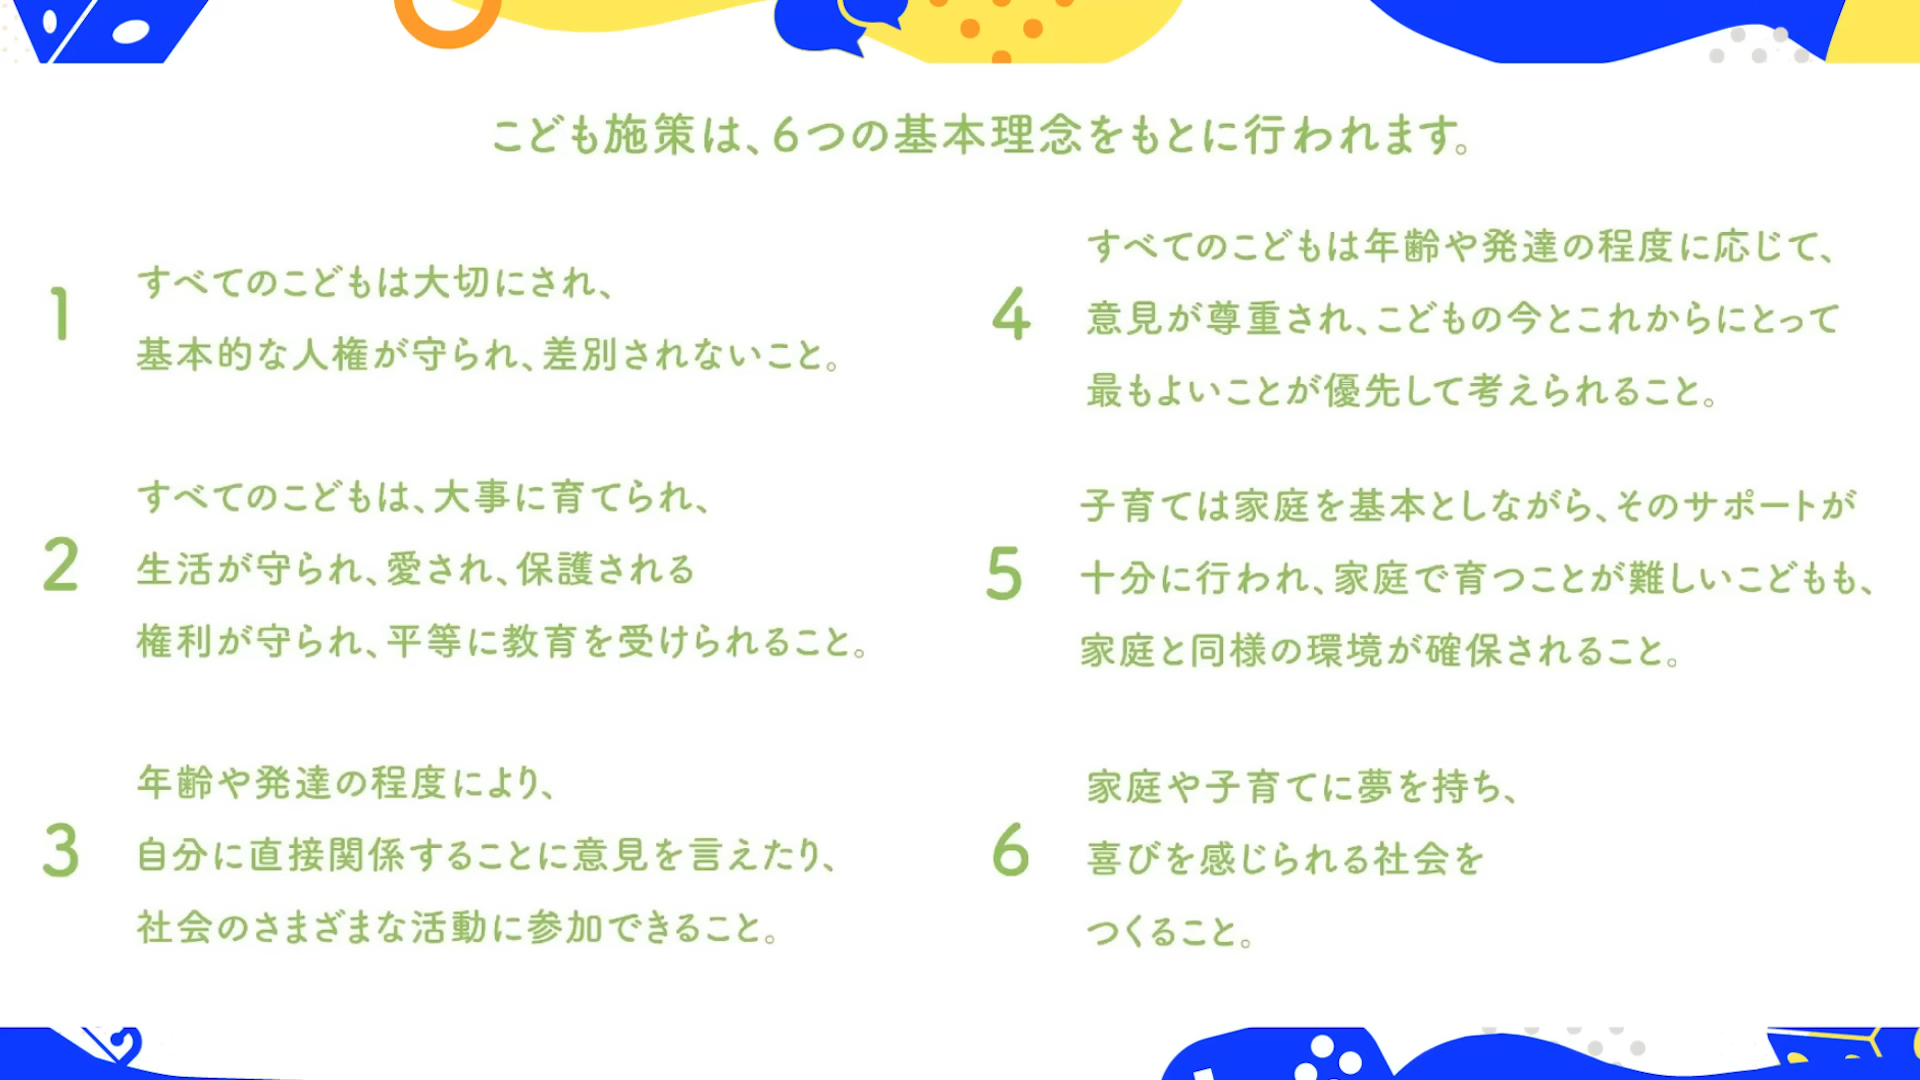 こども施策は、6つの基本理念をもとに行われます。
1
すべてのこどもは大切にされ、
基本的な人権が守られ、差別されないこと。
2
すべてのこどもは、大事に育てられ、
生活が守られ、愛され、保護される
権利が守られ、平等に教育を受けられること。
3
年齢や発達の程度により、
自分に直接関係することに意見を言えたり、
社会のさまざまな活動に参加できること。
4
すべてのこどもは年齢や発達の程度に応じて、
意見が尊重され、こどもの今とこれからにとって
最もよいことが優先して考えられること。
5
子育ては家庭を基本としながら、そのサポートが
十分に行われ、家庭で育つことが難しいこどもも、
家庭と同様の環境が確保されること。
6
家庭や子育てに夢を持ち、
喜びを感じられる社会を
つくること。